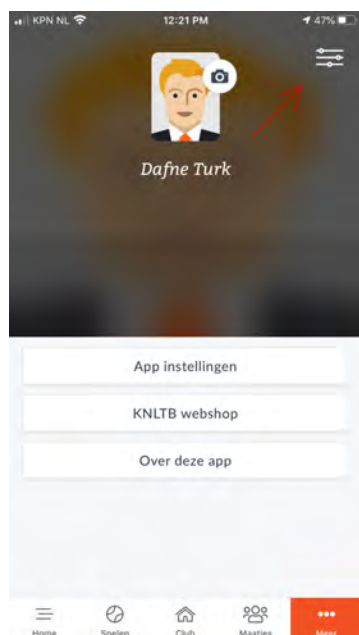 KPN NL 12:21 PM 47%
Dafne Turk
App instellingen
KNLTB webshop
Over deze app
Home Spelen Club Maatjes Meer